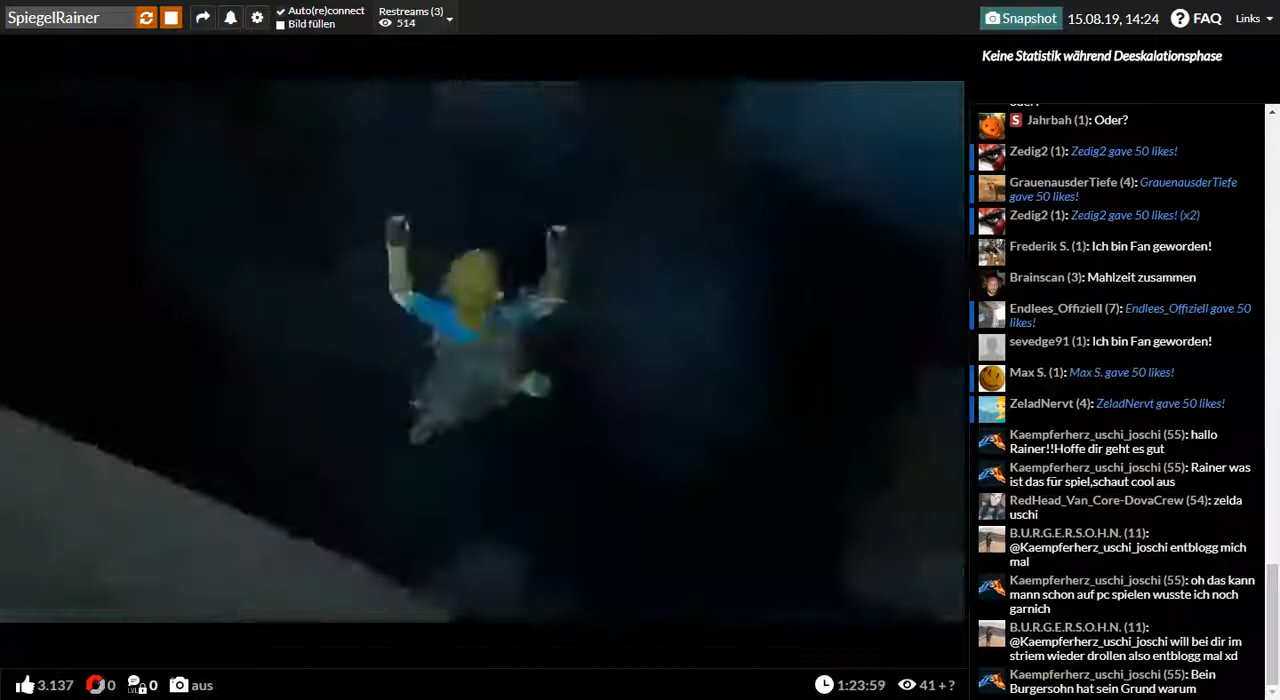 SpiegelRainer
Auto(re)connect
Bild füllen
Restreams (3)
514
Snapshot
15.08.19, 14:24
? FAQ
Links
Keine Statistik während Deeskalationsphase
oder?
S Jahrbah (1): Oder?
Zedig2 (1): Zedig2 gave 50 likes!
GrauenausderTiefe (4): GrauenausderTiefe
gave 50 likes!
Zedig2 (1): Zedig2 gave 50 likes! (x2)
Frederik S. (1): Ich bin Fan geworden!
Brainscan (3): Mahlzeit zusammen
Endlees_Offiziell (7): Endlees_Offiziell gave 50
likes!
sevedge91 (1): Ich bin Fan geworden!
Max S. (1): Max S. gave 50 likes!
ZeladNervt (4): ZeladNervt gave 50 likes!
Kaempferherz_uschi_joschi (55): hallo
Rainer!!Hoffe dir geht es gut
Kaempferherz_uschi_joschi (55): Rainer was
ist das für spiel,schaut cool aus
RedHead_Van_Core-DovaCrew (54): zelda
uschi
B.U.R.G.E.R.S.O.H.N. (11):
@Kaempferherz_uschi_joschi entblogg mich
mal
Kaempferherz_uschi_joschi (55): oh das kann
mann schon auf pc spielen wusste ich noch
garnich
B.U.R.G.E.R.S.O.H.N. (11):
@Kaempferherz_uschi_joschi will bei dir im
striem wieder drollen also entblogg mal xd
Kaempferherz_uschi_joschi (55): Bein
Burgersohn hat sein Grund warum
3.137
0
LVL
0
aus
1:23:59
41 + ?